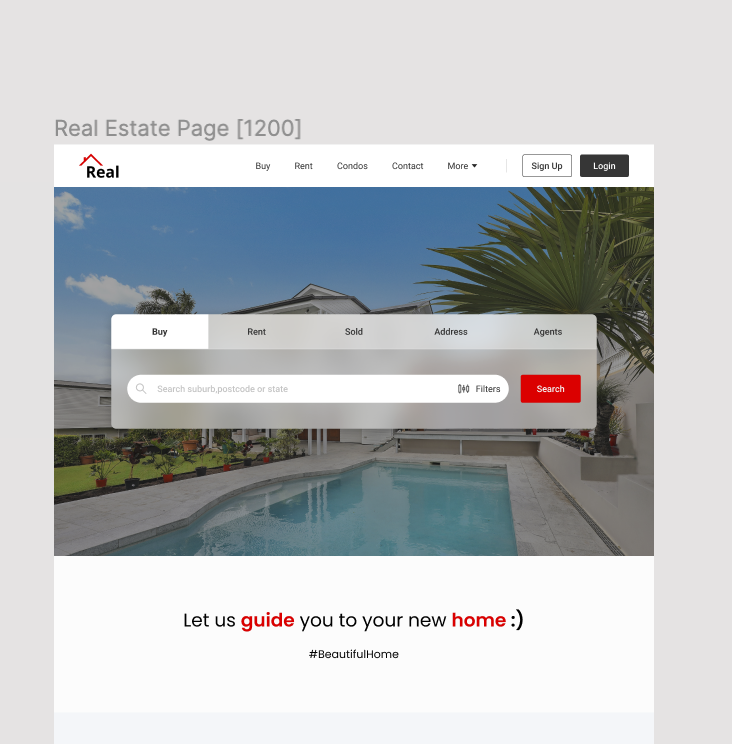 Real Estate Page [1200]
Real
Buy Rent Condos Contact More Sign Up Login
Buy Rent Sold Address Agents
Search suburb,postcode or state Filters Search
Let us guide you to your new home :)
#BeautifulHome